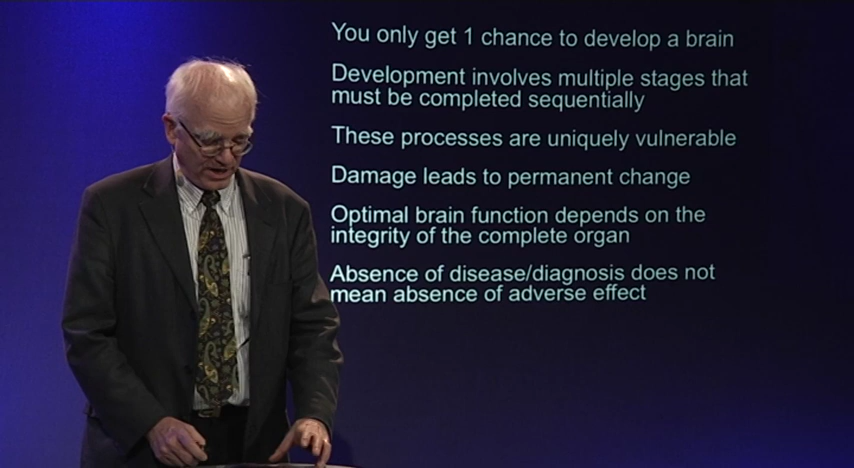 You only get 1 chance to develop a brain
Development involves multiple stages that
must be completed sequentially
These processes are uniquely vulnerable
Damage leads to permanent change
Optimal brain function depends on the
integrity of the complete organ
Absence of disease/diagnosis does not
mean absence of adverse effect